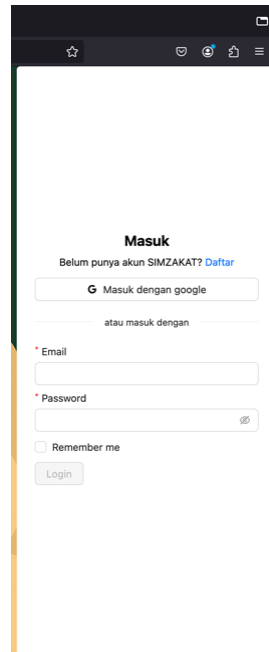 Masuk
Belum punya akun SIMZAKAT? Daftar
G Masuk dengan google
atau masuk dengan
* Email
* Password
Remember me
Login